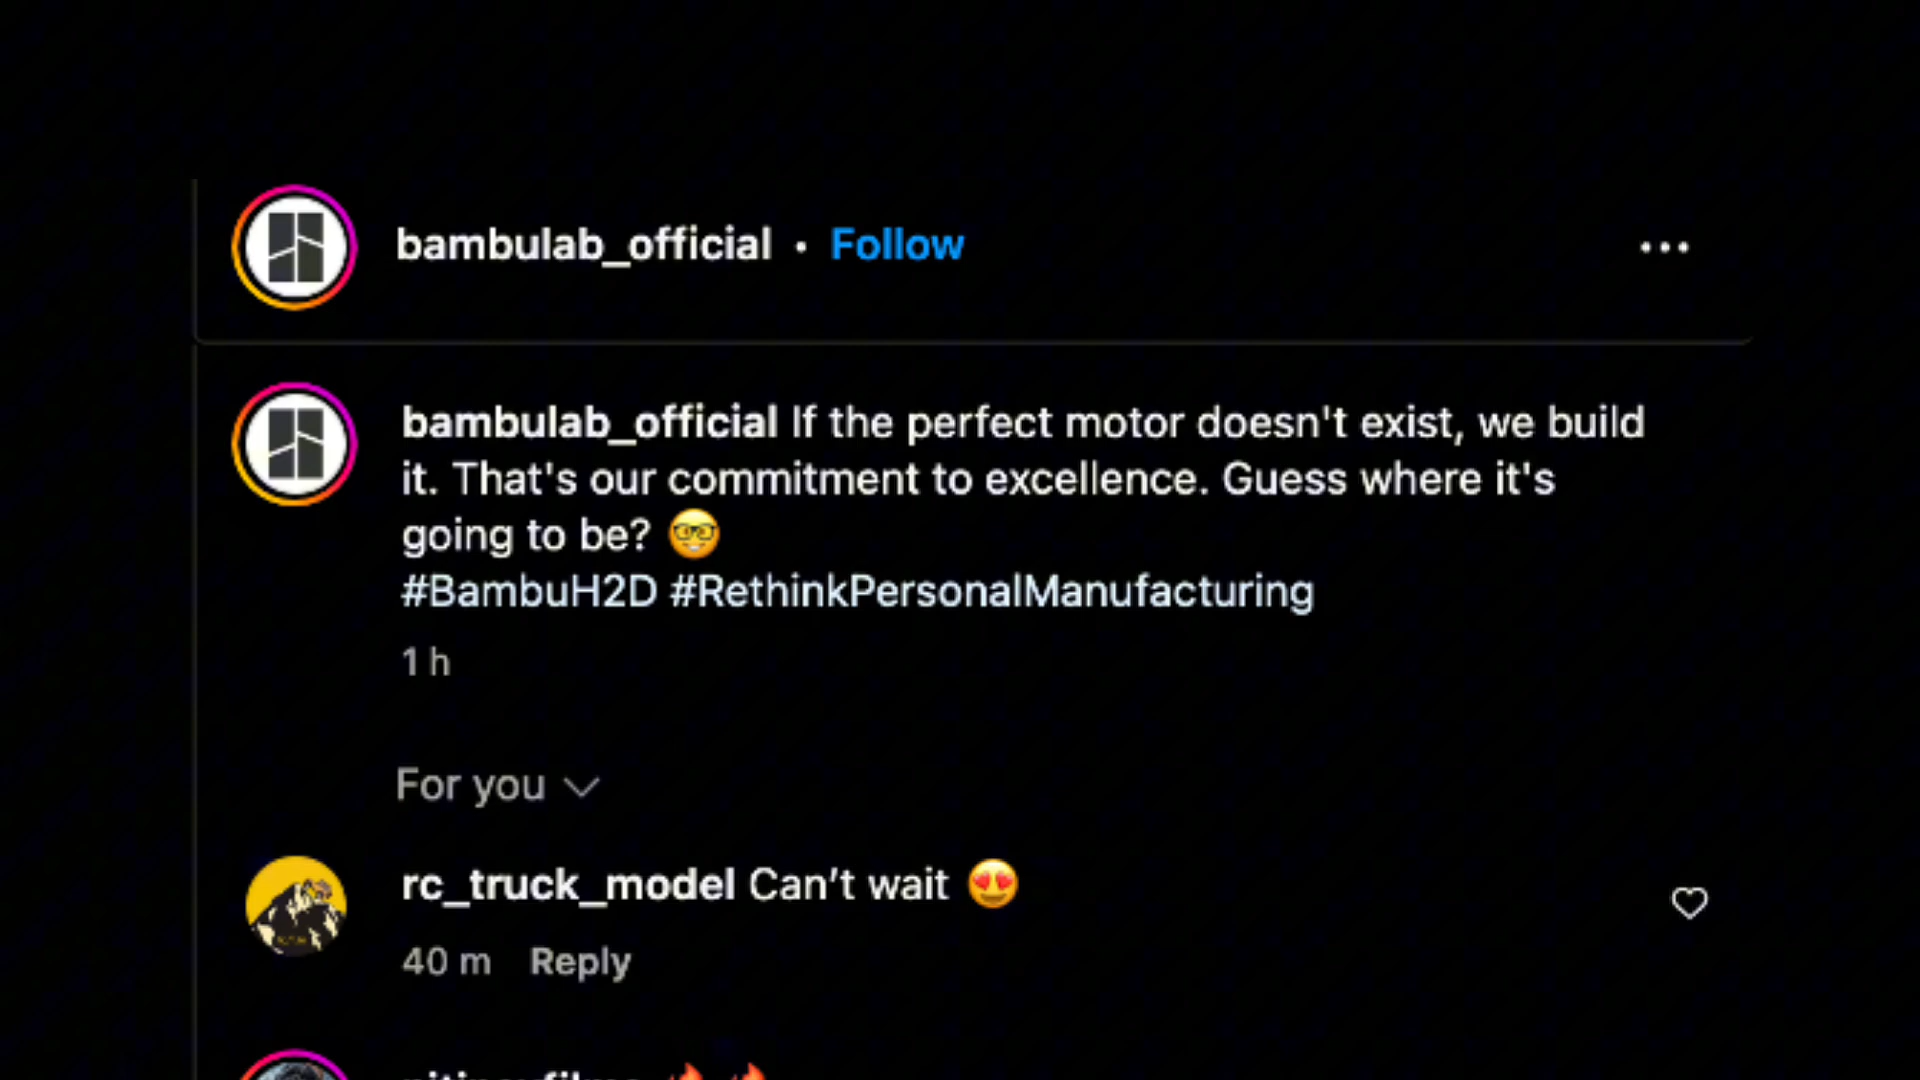 bambulab_official • Follow
bambulab_official If the perfect motor doesn't exist, we build
it. That's our commitment to excellence. Guess where it's
going to be? 🤓
#BambuH2D #RethinkPersonalManufacturing
1 h
For you
rc_truck_model Can’t wait 😍
40 m Reply